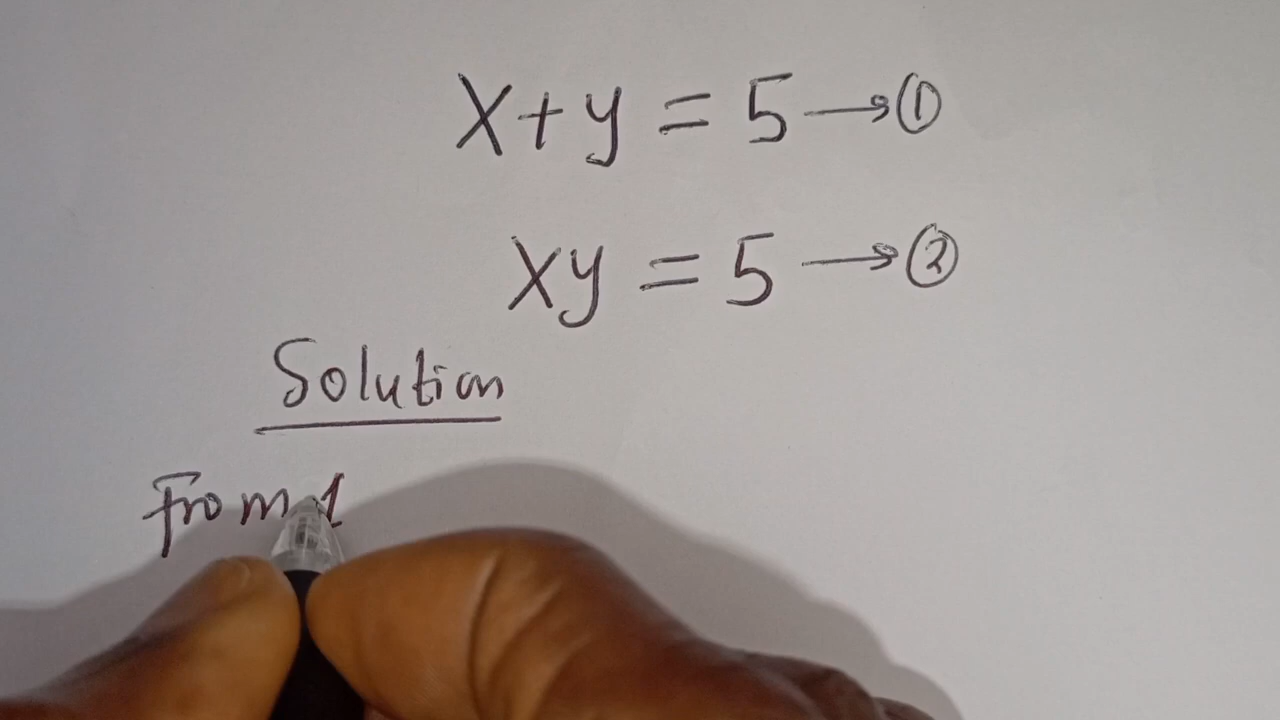 X+y = 5 → ①
xy = 5 → ②
Solution
From 1